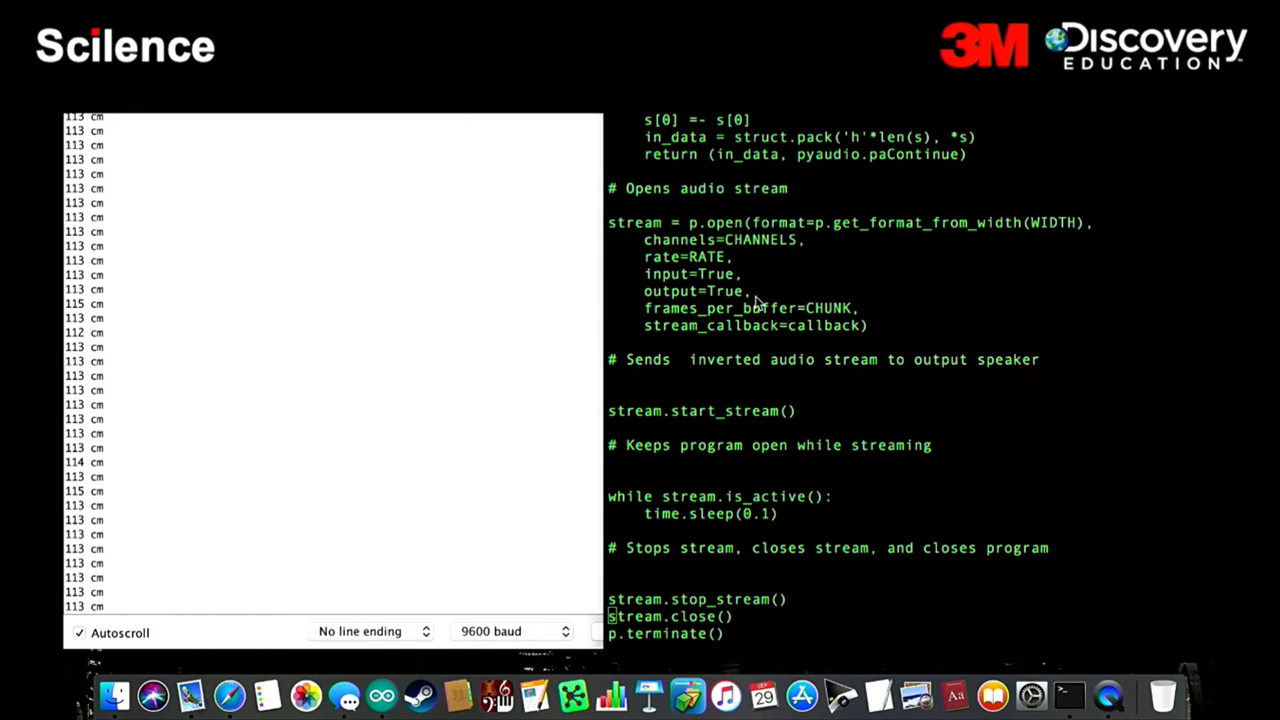 Scilence
3M Discovery
EDUCATION
113 cm
113 cm
113 cm
113 cm
113 cm
113 cm
113 cm
113 cm
113 cm
113 cm
113 cm
113 cm
113 cm
115 cm
113 cm
112 cm
113 cm
113 cm
113 cm
113 cm
113 cm
113 cm
113 cm
113 cm
114 cm
113 cm
115 cm
113 cm
113 cm
113 cm
113 cm
113 cm
113 cm
113 cm
113 cm
Autoscroll
No line ending
9600 baud
s[0] =- s[0]
in_data = struct.pack('h'*len(s), *s)
return (in_data, pyaudio.paContinue)
# Opens audio stream
stream = p.open(format=p.get_format_from_width(WIDTH),
channels=CHANNELS,
rate=RATE,
input=True,
output=True,
frames_per_buffer=CHUNK,
stream_callback=callback)
# Sends  inverted audio stream to output speaker
stream.start_stream()
# Keeps program open while streaming
while stream.is_active():
time.sleep(0.1)
# Stops stream, closes stream, and closes program
stream.stop_stream()
stream.close()
p.terminate()
SEP
29
Aa